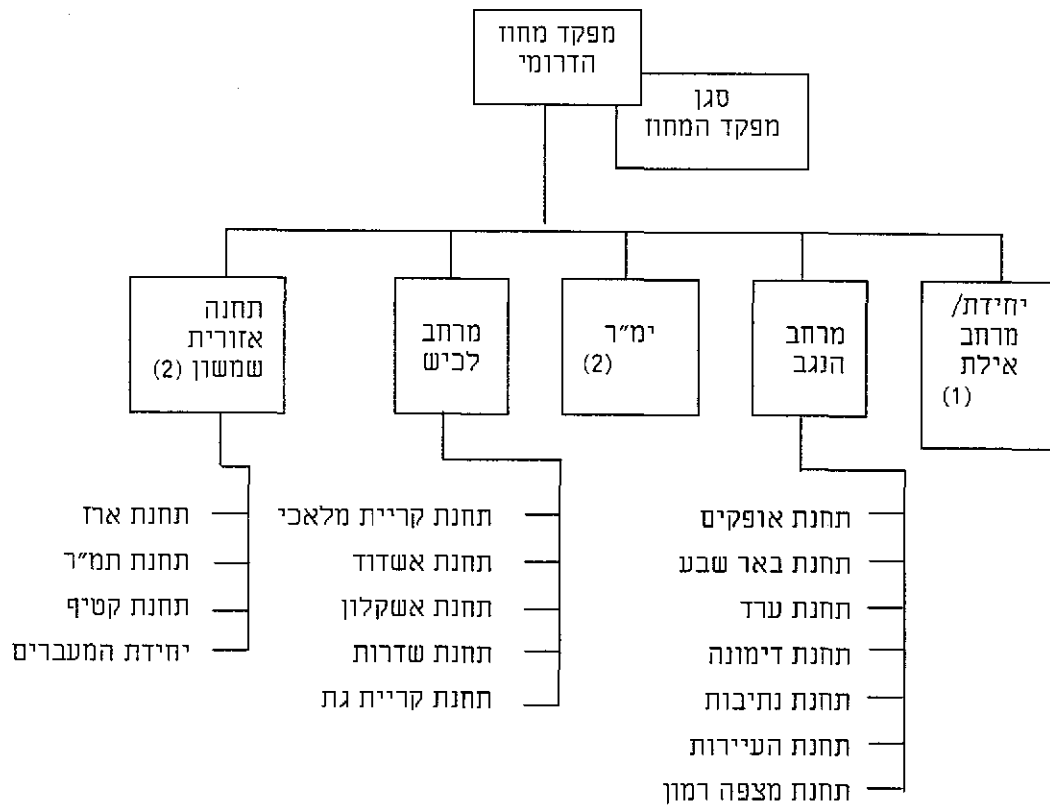 מפקד מחוז
הדרומי
סגן
מפקד המחוז
יחידת/
מרחב
אילת
(1)
מרחב
הנגב
ימ״ר
(2)
מרחב
לכיש
תחנה
אזורית
שמשון (2)
תחנת אופקים
תחנת באר שבע
תחנת ערד
תחנת דימונה
תחנת נתיבות
תחנת העיירות
תחנת מצפה רמון
תחנת קריית מלאכי
תחנת אשדוד
תחנת אשקלון
תחנת שדרות
תחנת קריית גת
תחנת ארז
תחנת תמ״ר
תחנת קטיף
יחידת המעברים